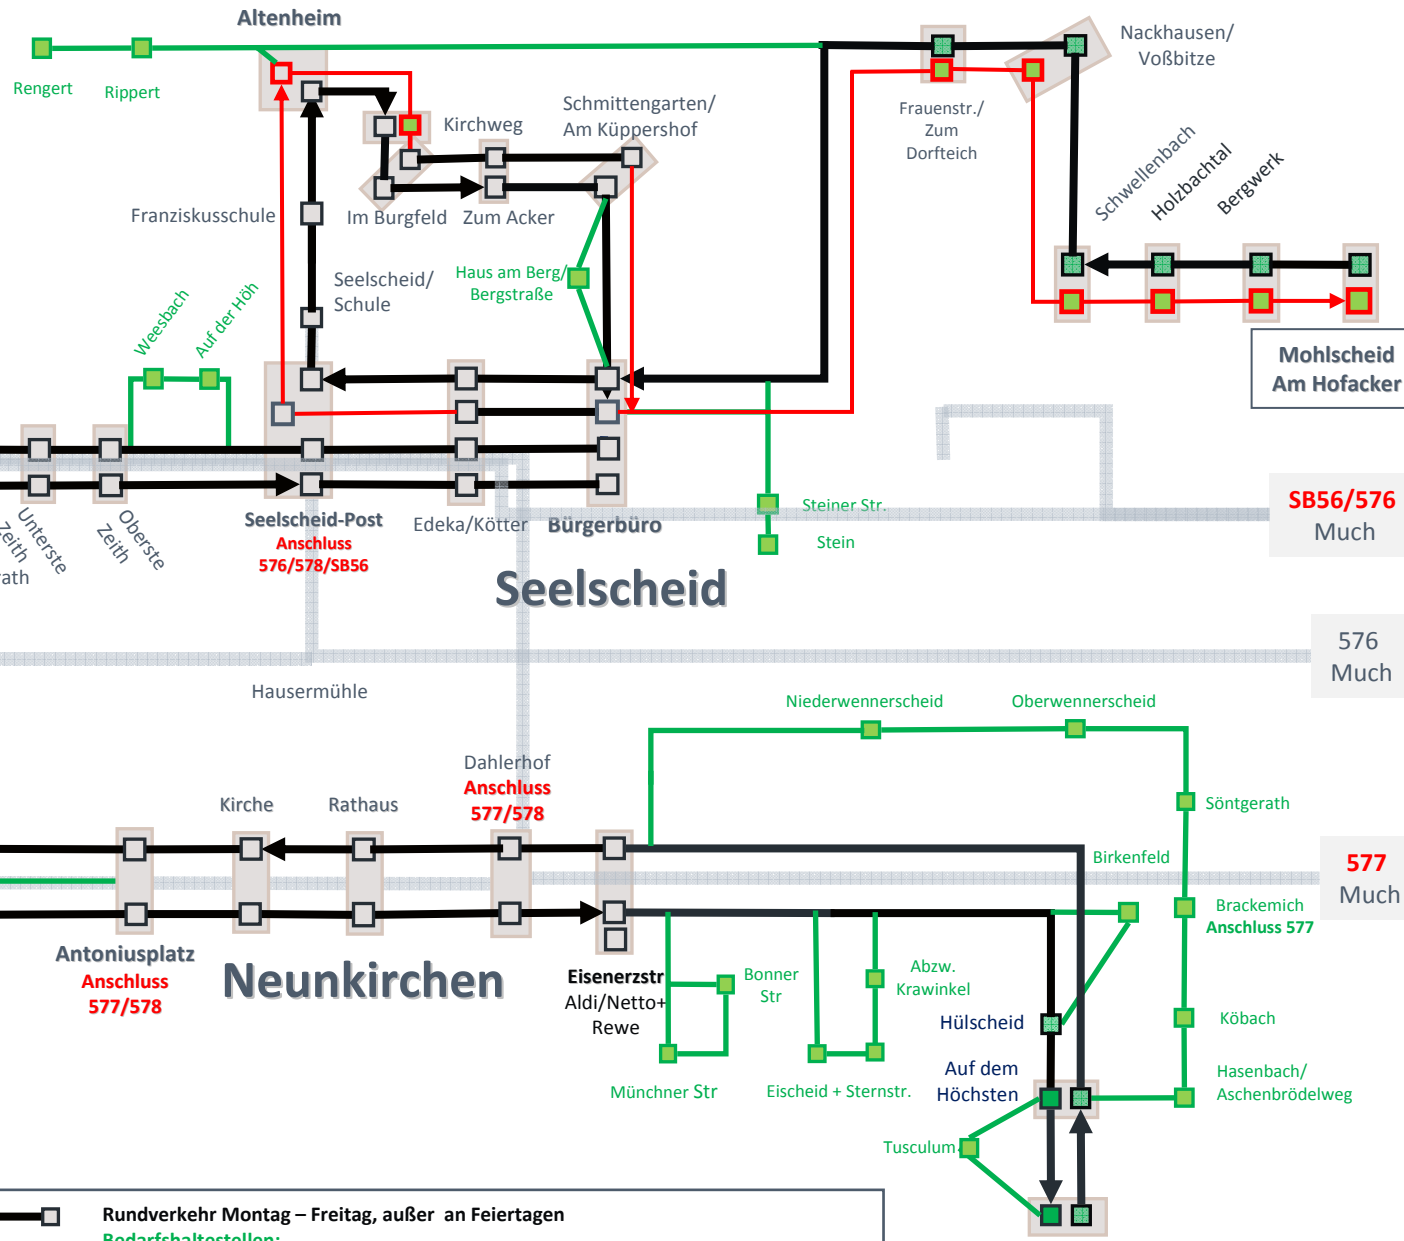 Altenheim
Rengert
Rippert
Kirchweg
Schmittengarten/
Am Küppershof
Nackhausen/
Voßbitze
Frauenstr./
Zum
Dorfteich
Schwellenbach
Holzbachtal
Bergwerk
Franziskusschule
Im Burgfeld
Zum Acker
Seelscheid/
Schule
Haus am Berg/
Bergstraße
Weesbach
Auf der Höh
Mohlscheid
Am Hofacker
Unterste
Zeith
Oberste
Zeith
rath
Seelscheid-Post
Anschluss
576/578/SB56
Edeka/Kötter
Bürgerbüro
Steiner Str.
Stein
SB56/576
Much
Seelscheid
576
Much
Hausermühle
Niederwennerscheid
Oberwennerscheid
Söntgerath
Dahlerhof
Anschluss
577/578
Kirche
Rathaus
Birkenfeld
577
Much
Brackemich
Anschluss 577
Antoniusplatz
Anschluss
577/578
Neunkirchen
Eisenerzstr
Aldi/Netto+
Rewe
Bonner
Str
Abzw.
Krawinkel
Hülscheid
Köbach
Auf dem
Höchsten
Hasenbach/
Aschenbrödelweg
Münchner Str
Eischeid + Sternstr.
Tusculum
Rundverkehr Montag – Freitag, außer an Feiertagen
Bedarfshaltestellen: